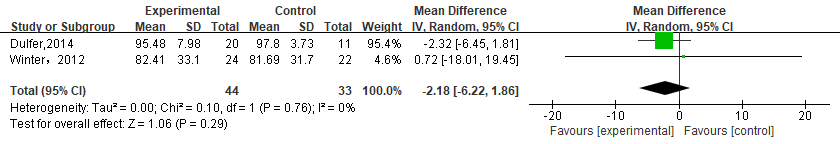 Experimental Control Mean Difference Mean Difference
Study or Subgroup Mean SD Total Mean SD Total Weight IV, Random, 95% CI IV, Random, 95% CI
Dulfer,2014 95.48 7.98 20 97.8 3.73 11 95.4% -2.32 [-6.45, 1.81]
Winter, 2012 82.41 33.1 24 81.69 31.7 22 4.6% 0.72 [-18.01, 19.45]
Total (95% CI) 44 33 100.0% -2.18 [-6.22, 1.86]
Heterogeneity: Tau² = 0.00; Chi² = 0.10, df = 1 (P = 0.76); I² = 0%
Test for overall effect: Z = 1.06 (P = 0.29)
-20 -10 0 10 20
Favours [experimental] Favours [control]